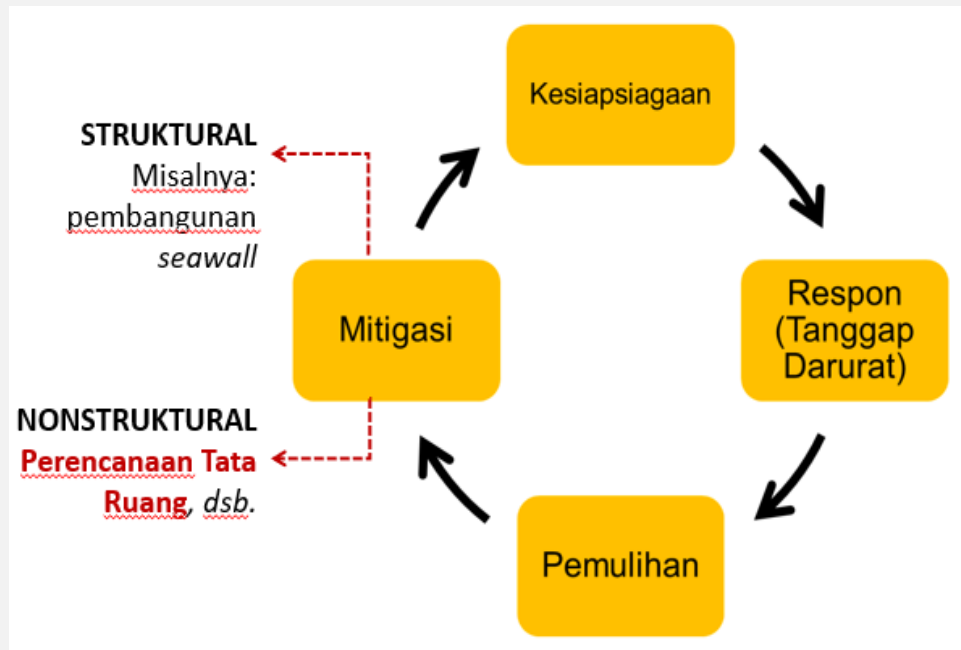 Kesiapsiagaan
STRUKTURAL
Misalnya:
pembangunan
seawall
Mitigasi
Respon
(Tanggap
Darurat)
NONSTRUKTURAL
Perencanaan Tata
Ruang, dsb.
Pemulihan